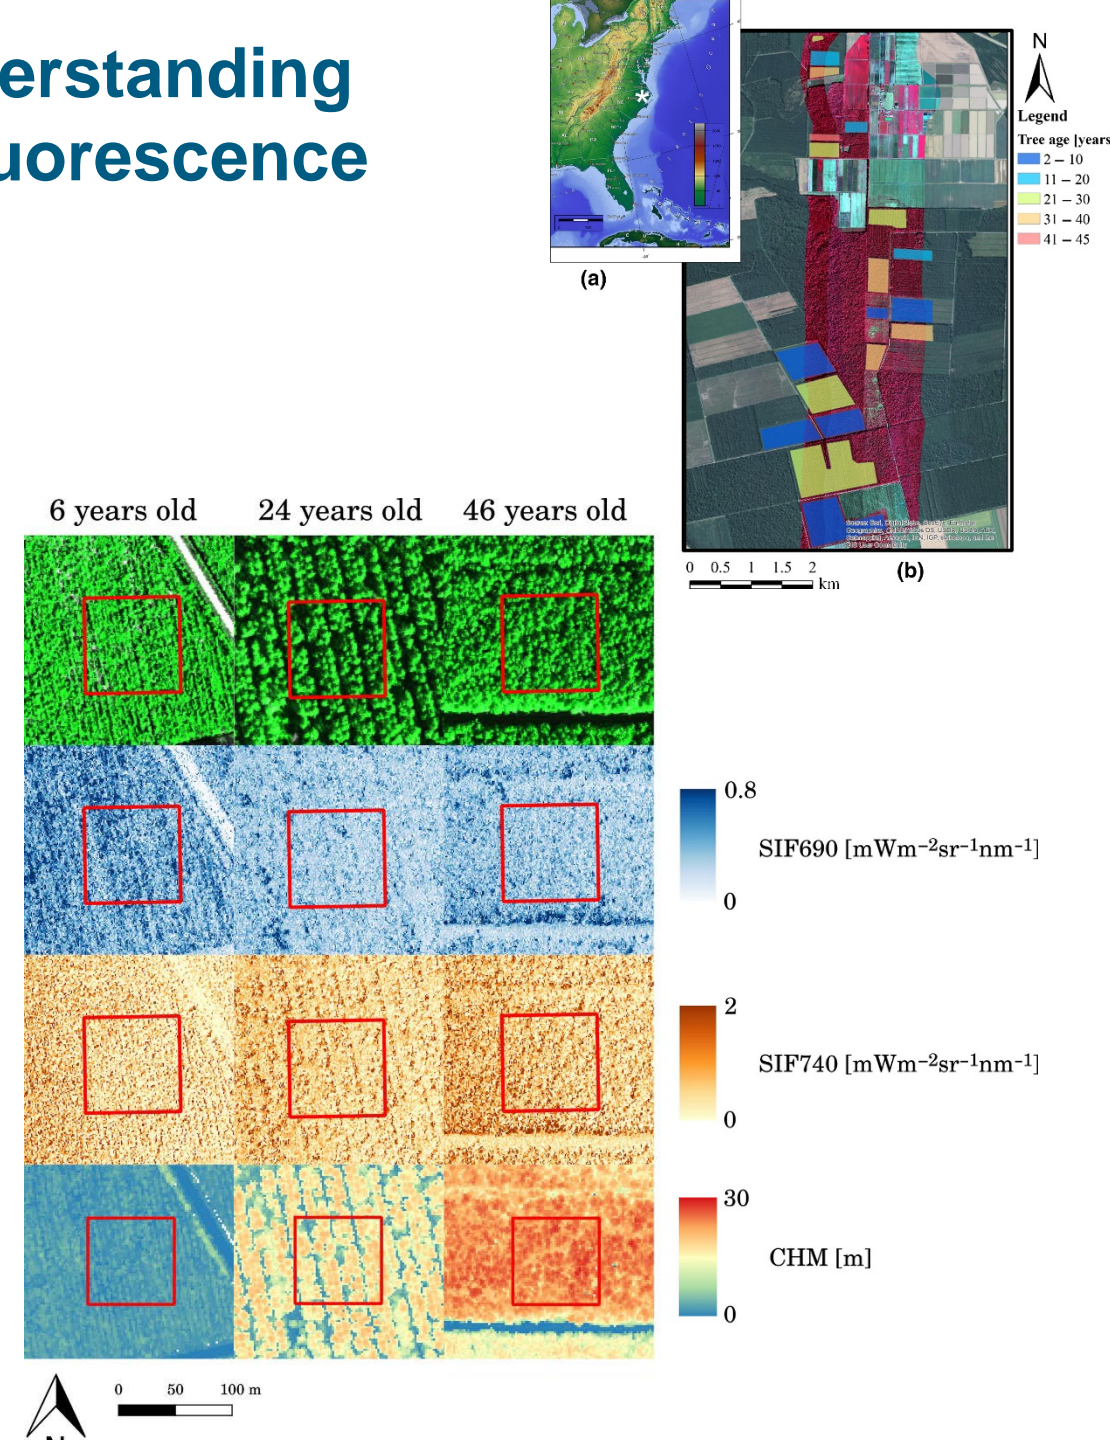 erstanding
uorescence
(a)
N
Legend
Tree age [years
2 – 10
11 – 20
21 – 30
31 – 40
41 – 45
0 0.5 1 1.5 2
km
(b)
6 years old 24 years old 46 years old
0.8
SIF690 [mWm−2sr−1nm−1]
0
2
SIF740 [mWm−2sr−1nm−1]
0
30
CHM [m]
0
0 50 100 m
N